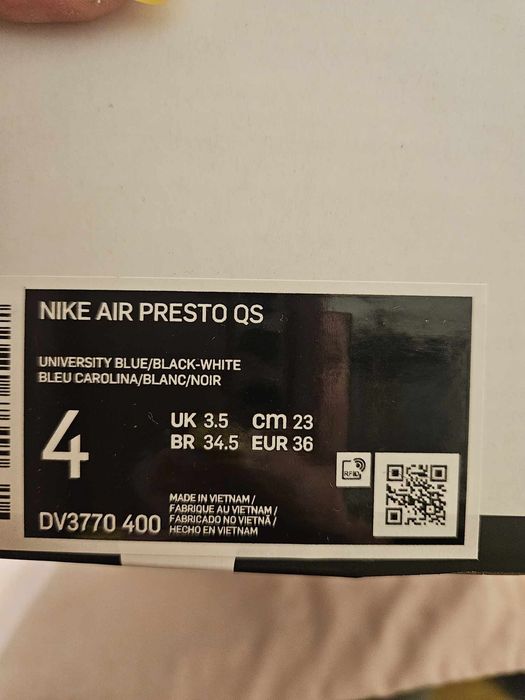 NIKE AIR PRESTO QS
UNIVERSITY BLUE/BLACK-WHITE
BLEU CAROLINA/BLANC/NOIR
4
UK 3.5 cm 23
BR 34.5 EUR 36
RFID
DV3770 400
MADE IN VIETNAM /
FABRIQUE AU VIETNAM /
FABRICADO NO VIETNÃ /
HECHO EN VIETNAM